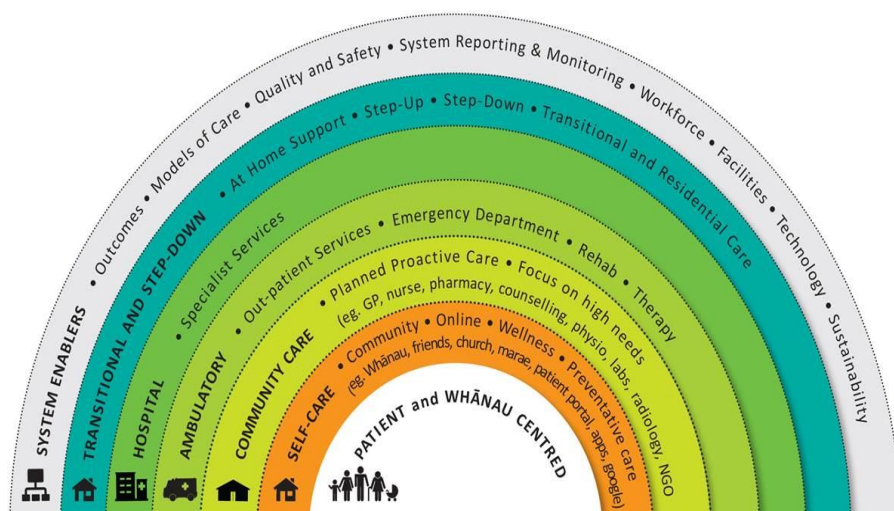 SYSTEM ENABLERS • Outcomes • Models of Care • Quality and Safety • System Reporting & Monitoring • Workforce • Facilities • Technology • Sustainability
TRANSITIONAL AND STEP-DOWN • At Home Support • Step-Up • Step-Down • Transitional and Residential Care
HOSPITAL • Specialist Services
AMBULATORY • Out-patient Services • Emergency Department • Rehab • Therapy
COMMUNITY CARE • Planned Proactive Care • Focus on high needs
(eg. GP, nurse, pharmacy, counselling, physio, labs, radiology, NGO
SELF-CARE • Community • Online • Wellness • Preventative care
(eg. Whānau, friends, church, marae, patient portal, apps, google)
PATIENT and WHĀNAU CENTRED